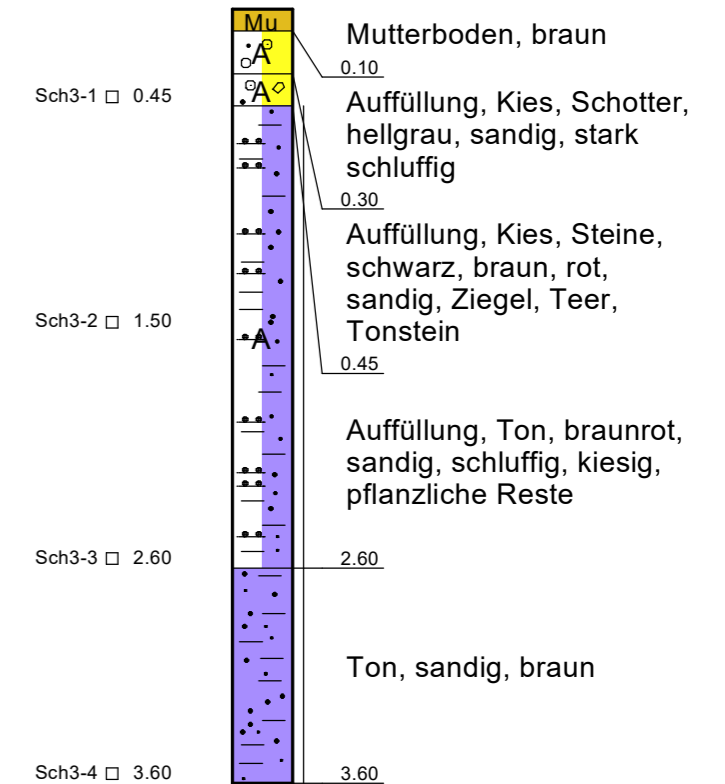 Mu
Mutterboden, braun
0.10
A
A
Sch3-1 0.45
Auffüllung, Kies, Schotter,
hellgrau, sandig, stark
schluffig
0.30
Auffüllung, Kies, Steine,
schwarz, braun, rot,
sandig, Ziegel, Teer,
Tonstein
0.45
Sch3-2 1.50
A
Auffüllung, Ton, braunrot,
sandig, schluffig, kiesig,
pflanzliche Reste
Sch3-3 2.60
2.60
Ton, sandig, braun
Sch3-4 3.60
3.60